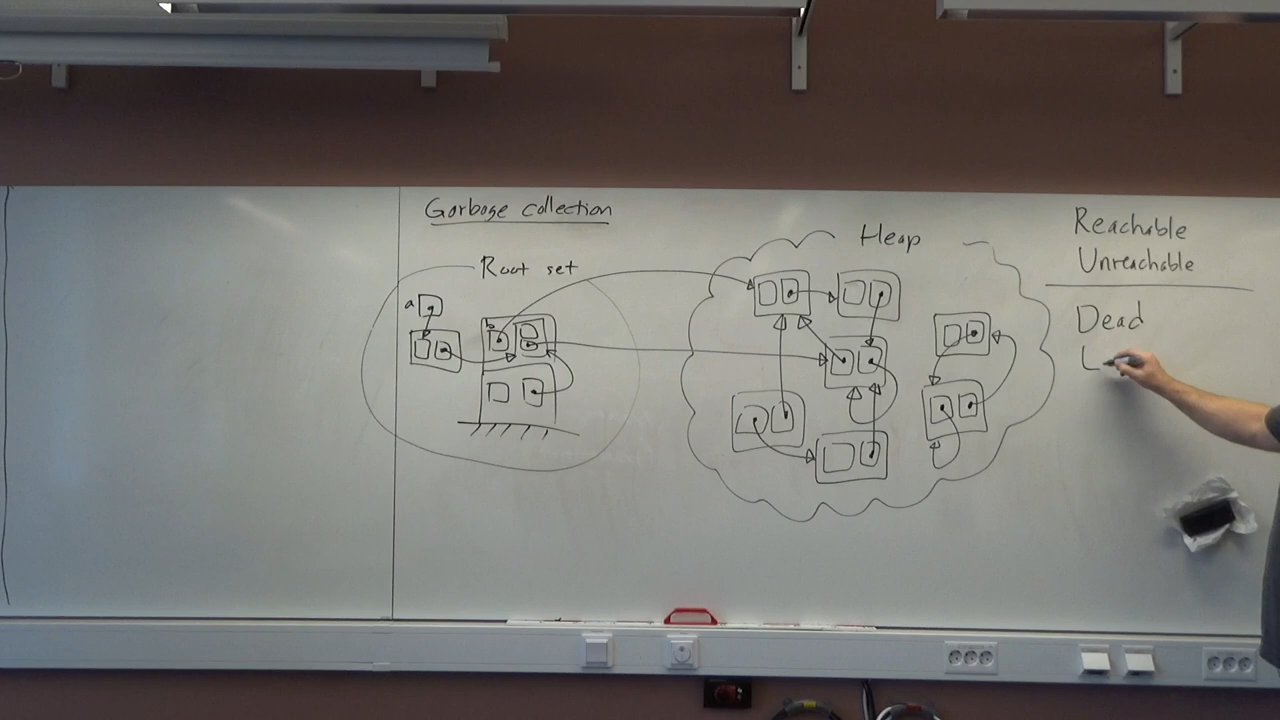 Garbage collection
Root set
a
b
Heap
Reachable
Unreachable
Dead
L